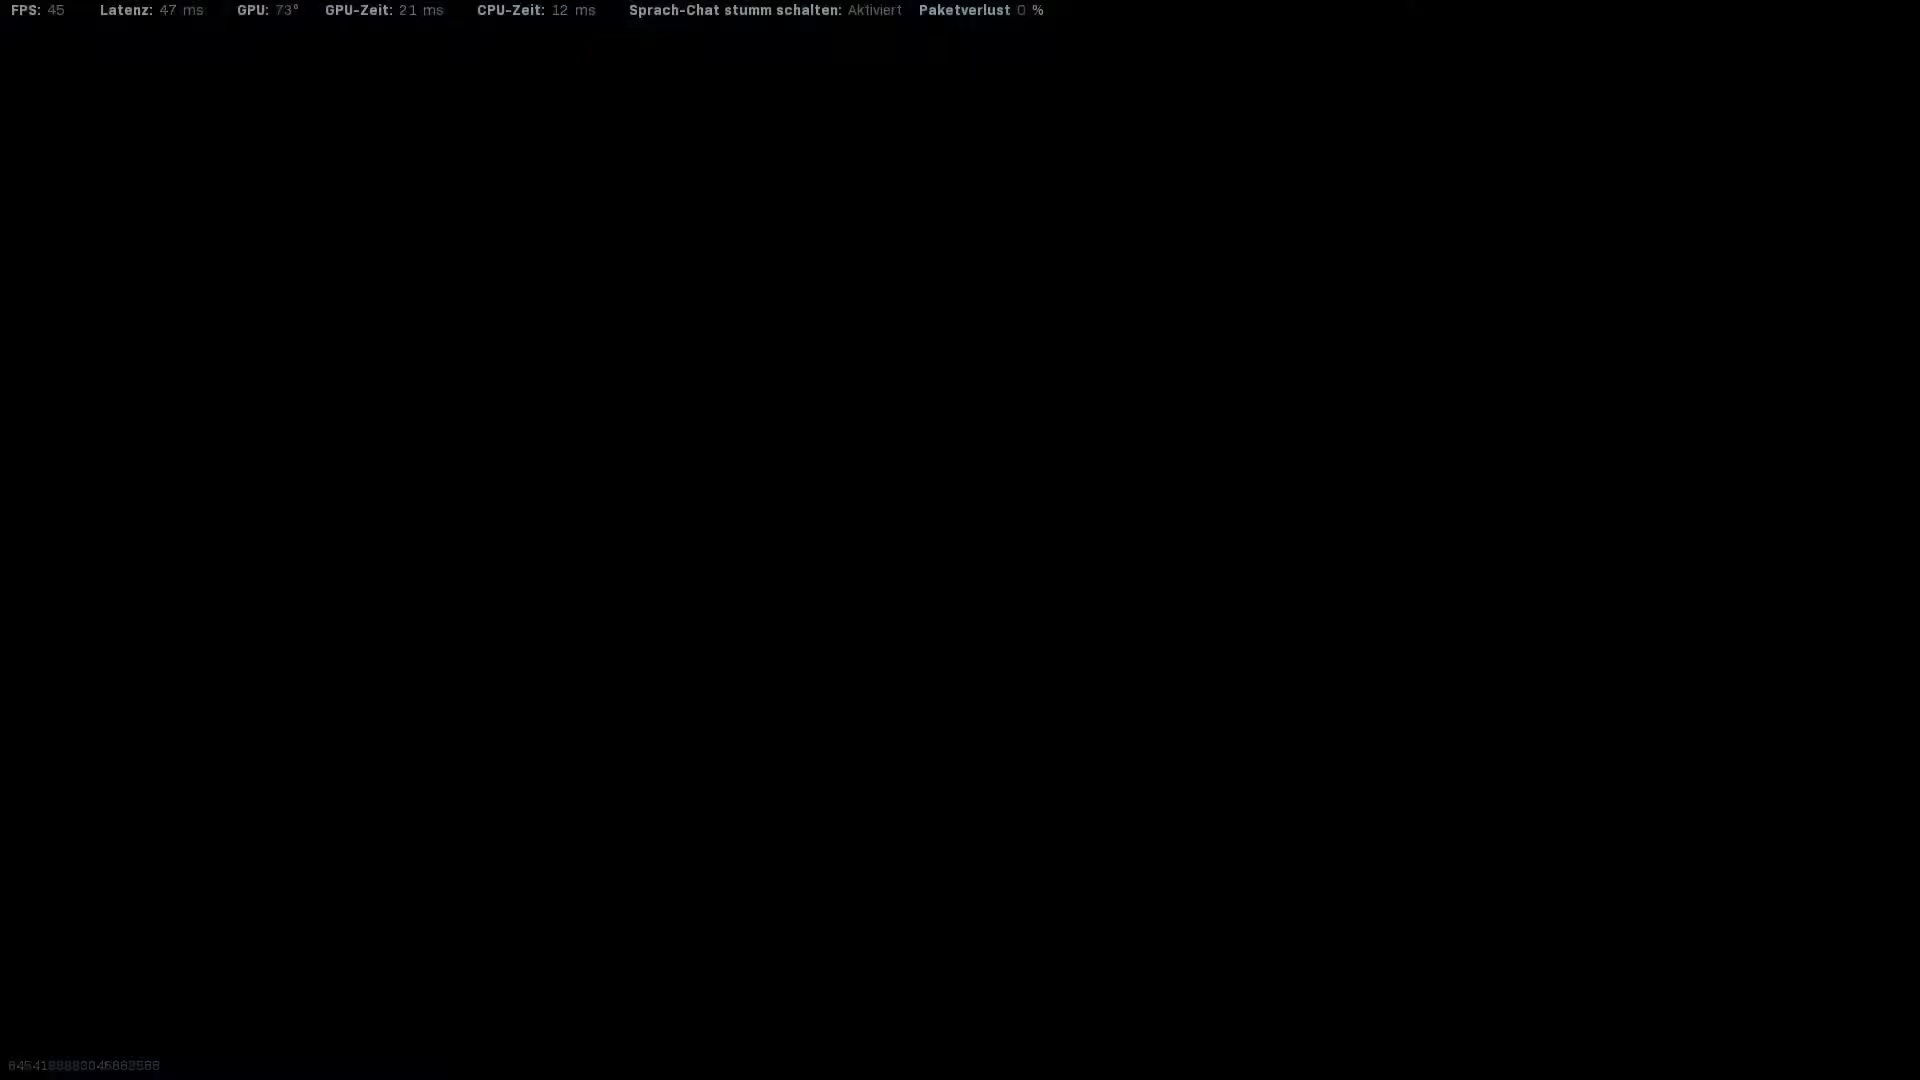 FPS: 45 Latenz: 47 ms GPU: 73° GPU-Zeit: 21 ms CPU-Zeit: 12 ms Sprach-Chat stumm schalten: Aktiviert Paketverlust 0 %